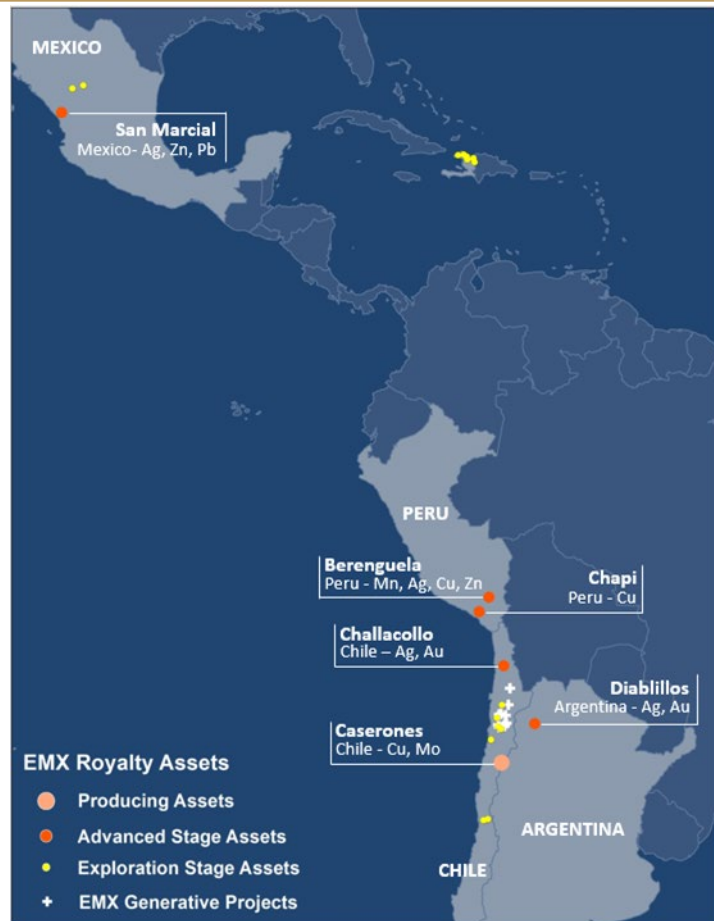 MEXICO
San Marcial
Mexico- Ag, Zn, Pb
PERU
Berenguela
Peru - Mn, Ag, Cu, Zn
Chapi
Peru - Cu
Challacollo
Chile – Ag, Au
Diablillos
Argentina - Ag, Au
Caserones
Chile - Cu, Mo
EMX Royalty Assets
Producing Assets
Advanced Stage Assets
Exploration Stage Assets
EMX Generative Projects
ARGENTINA
CHILE